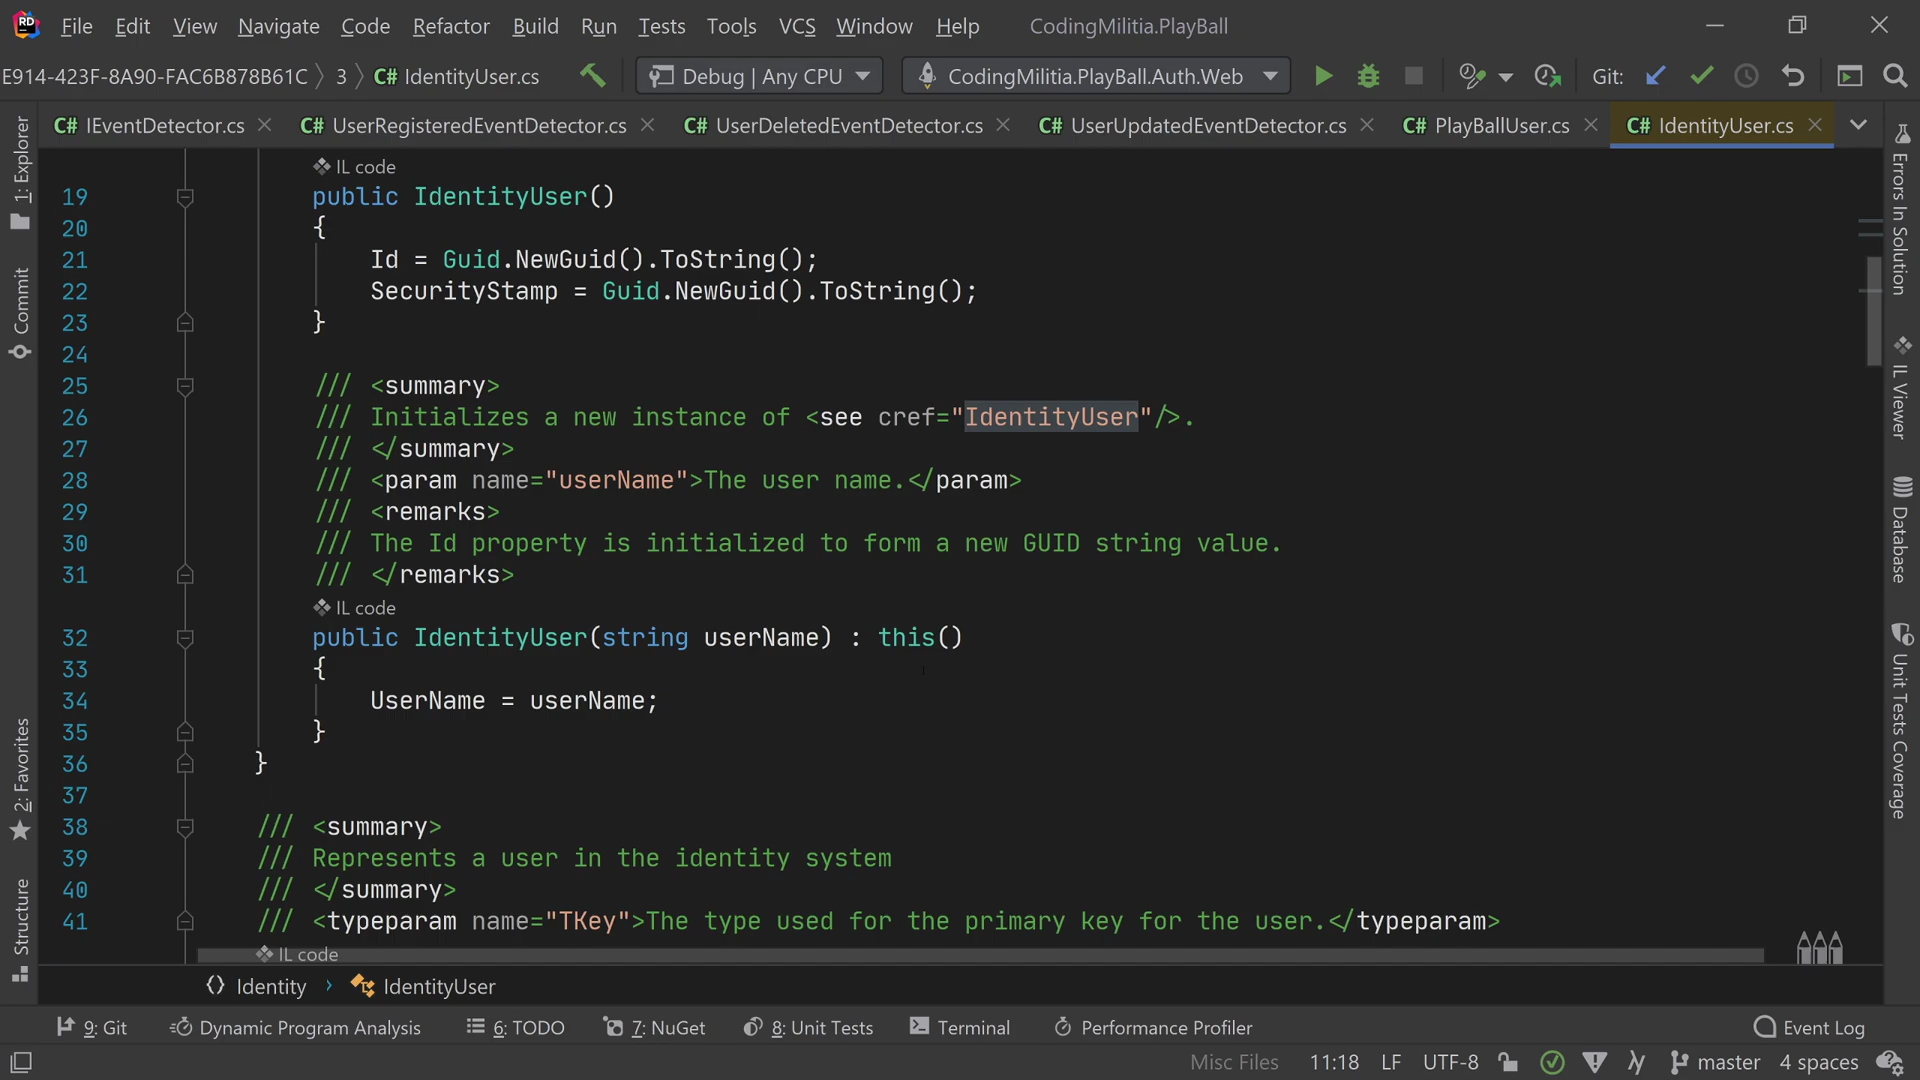 RD File Edit View Navigate Code Refactor Build Run Tests Tools VCS Window Help CodingMilitia.PlayBall
E914-423F-8A90-FAC6B878B61C 3 C# IdentityUser.cs Debug | Any CPU CodingMilitia.PlayBall.Auth.Web Git:
C# IEventDetector.cs C# UserRegisteredEventDetector.cs C# UserDeletedEventDetector.cs C# UserUpdatedEventDetector.cs C# PlayBallUser.cs C# IdentityUser.cs
IL code
19 public IdentityUser()
20 {
21 Id = Guid.NewGuid().ToString();
22 SecurityStamp = Guid.NewGuid().ToString();
23 }
24
25 /// <summary>
26 /// Initializes a new instance of <see cref="IdentityUser"/>.
27 /// </summary>
28 /// <param name="userName">The user name.</param>
29 /// <remarks>
30 /// The Id property is initialized to form a new GUID string value.
31 /// </remarks>
IL code
32 public IdentityUser(string userName) : this()
33 {
34 UserName = userName;
35 }
36 }
37
38 /// <summary>
39 /// Represents a user in the identity system
40 /// </summary>
41 /// <typeparam name="TKey">The type used for the primary key for the user.</typeparam>
IL code
Identity IdentityUser
9: Git Dynamic Program Analysis 6: TODO 7: NuGet 8: Unit Tests Terminal Performance Profiler Event Log
Misc Files 11:18 LF UTF-8 master 4 spaces
1: Explorer
Commit
2: Favorites
Structure
Errors In Solution
IL Viewer
Database
Unit Tests Coverage